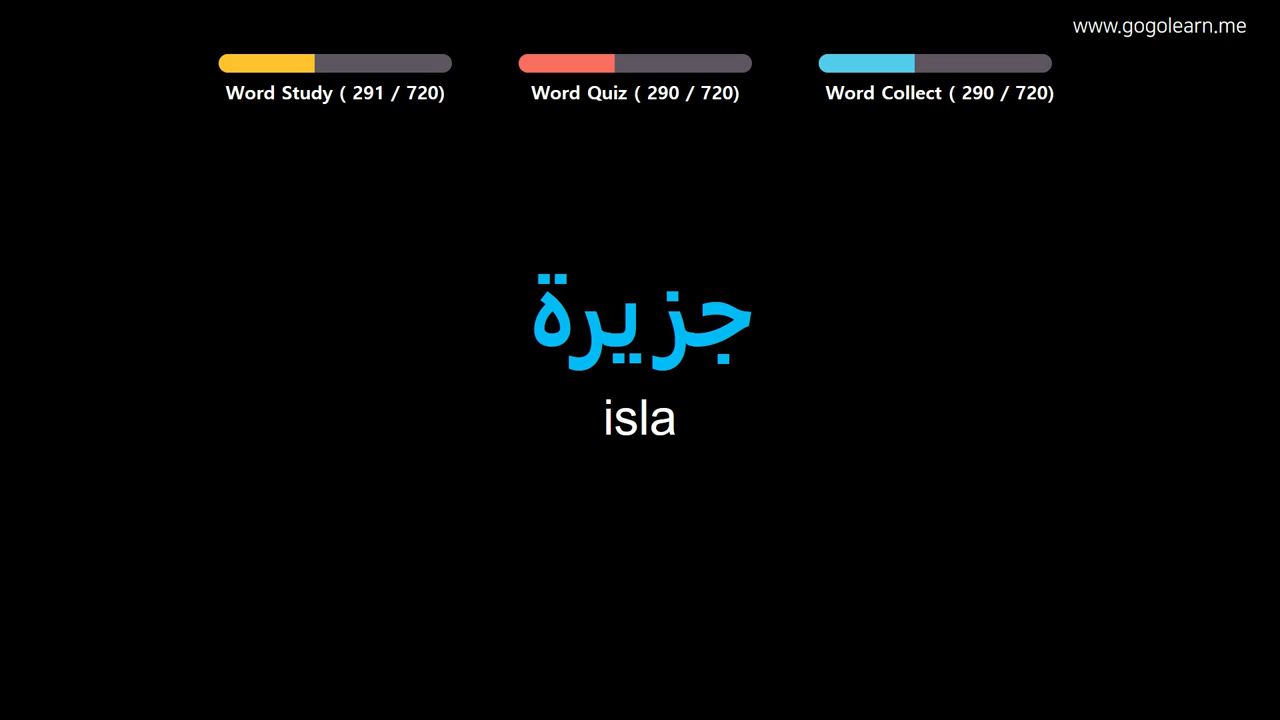 www.gogolearn.me
Word Study ( 291 / 720)
Word Quiz ( 290 / 720)
Word Collect ( 290 / 720)
جزيرة
isla